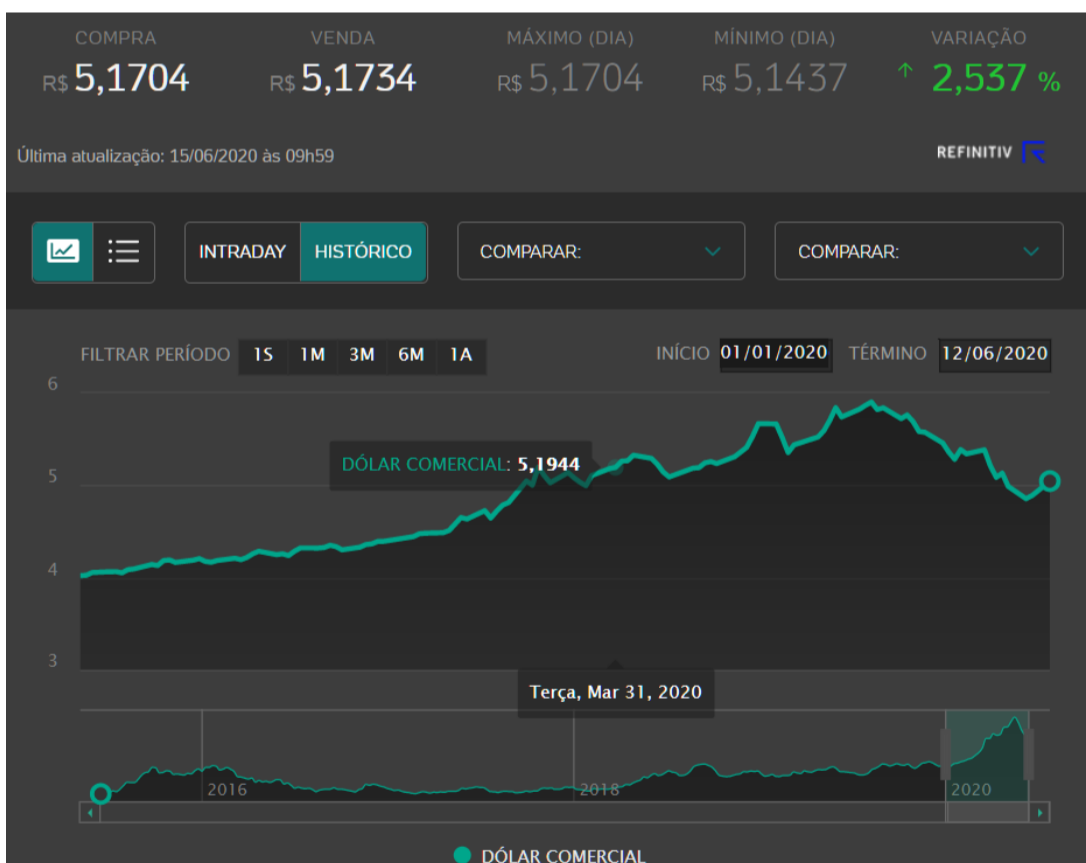 COMPRA VENDA MÁXIMO (DIA) MÍNIMO (DIA) VARIAÇÃO
R$ 5,1704 R$ 5,1734 R$ 5,1704 R$ 5,1437 ↑ 2,537 %
Última atualização: 15/06/2020 às 09h59 REFINITIV
INTRADAY HISTÓRICO COMPARAR: COMPARAR:
FILTRAR PERÍODO 1S 1M 3M 6M 1A INÍCIO 01/01/2020 TÉRMINO 12/06/2020
6
DÓLAR COMERCIAL: 5,1944
5
4
3
Terça, Mar 31, 2020
2016 2018 2020
DÓLAR COMERCIAL